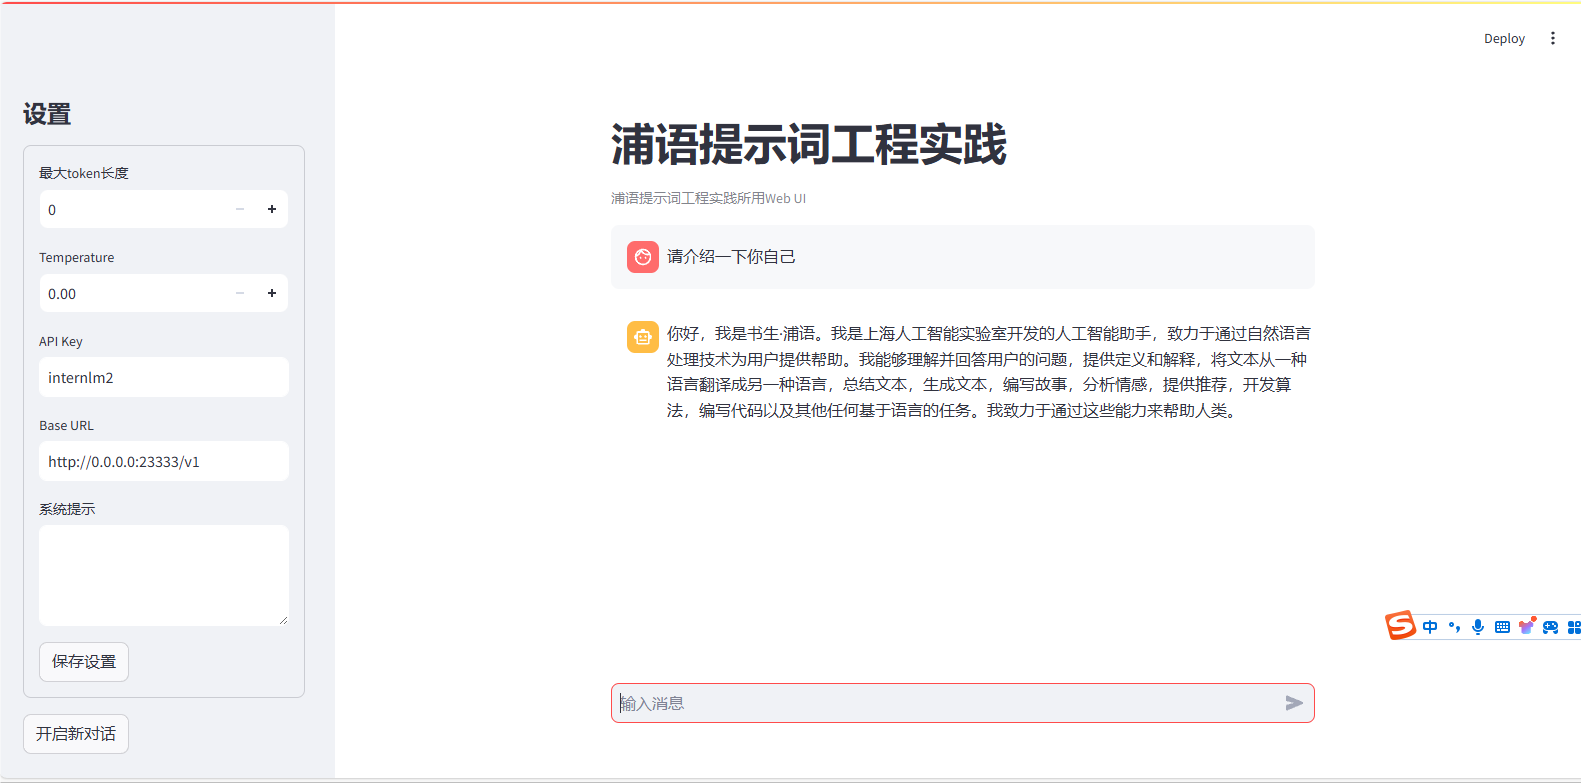 Deploy
设置
最大token长度
0
Temperature
0.00
API Key
internlm2
Base URL
http://0.0.0.0:23333/v1
系统提示
保存设置
开启新对话
浦语提示词工程实践
浦语提示词工程实践所用Web UI
请介绍一下你自己
你好，我是书生·浦语。我是上海人工智能实验室开发的人工智能助手，致力于通过自然语言
处理技术为用户提供帮助。我能够理解并回答用户的问题，提供定义和解释，将文本从一种
语言翻译成另一种语言，总结文本，生成文本，编写故事，分析情感，提供推荐，开发算
法，编写代码以及其他任何基于语言的任务。我致力于通过这些能力来帮助人类。
S 中
输入消息